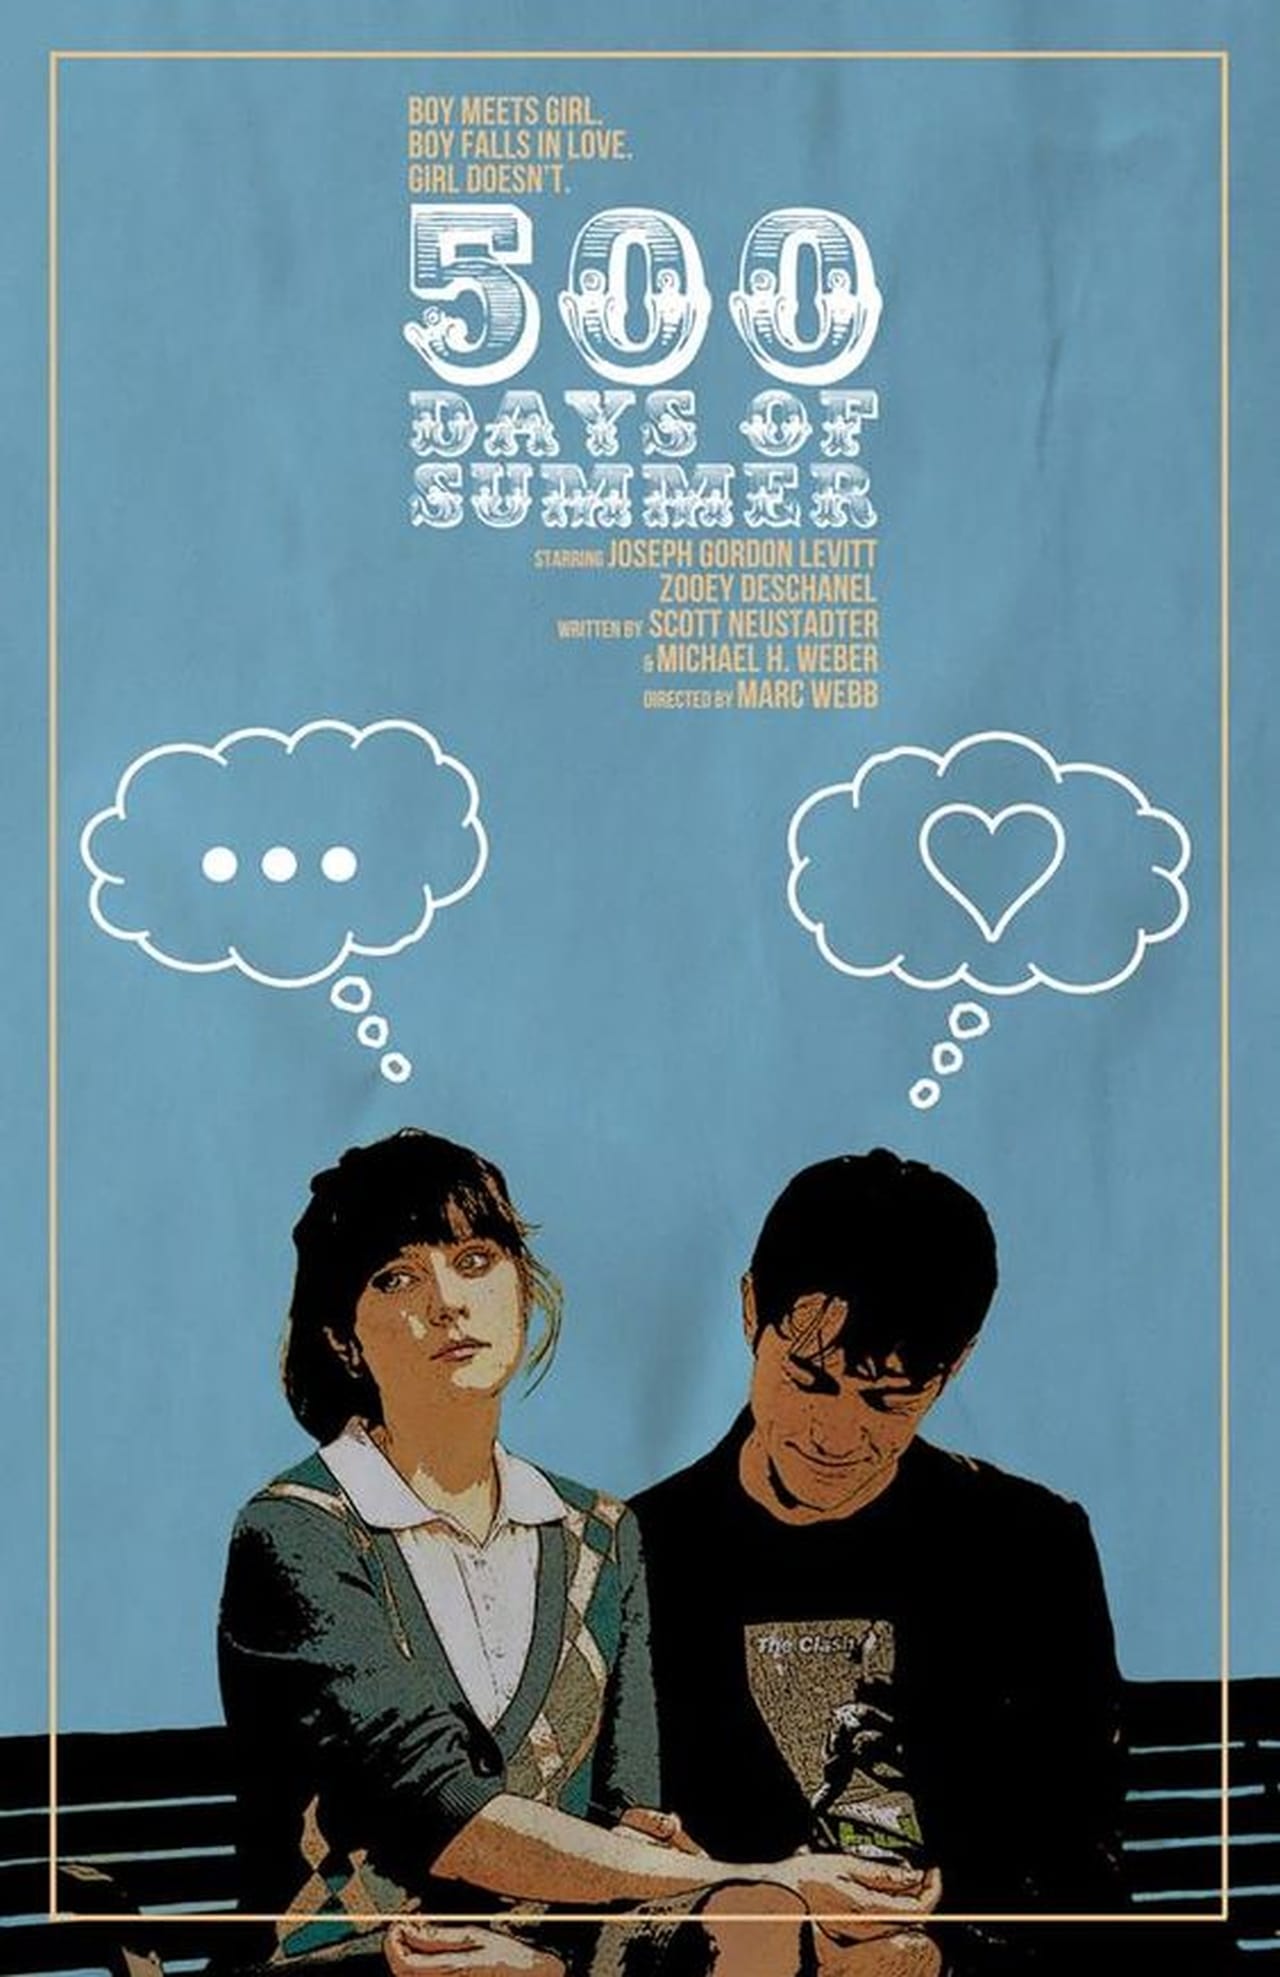 BOY MEETS GIRL.
BOY FALLS IN LOVE.
GIRL DOESN'T.
500
DAYS OF
SUMMER
STARRING JOSEPH GORDON LEVITT
ZOOEY DESCHANEL
WRITTEN BY SCOTT NEUSTADTER
& MICHAEL H. WEBER
DIRECTED BY MARC WEBB
The Clash